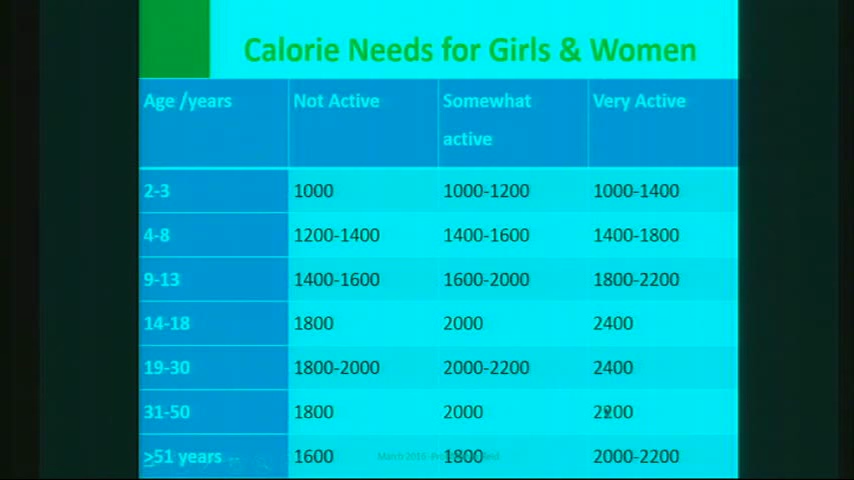 Calorie Needs for Girls & Women
Age /years Not Active Somewhat active Very Active
2-3 1000 1000-1200 1000-1400
4-8 1200-1400 1400-1600 1400-1800
9-13 1400-1600 1600-2000 1800-2200
14-18 1800 2000 2400
19-30 1800-2000 2000-2200 2400
31-50 1800 2000 2200
>51 years 1600 1800 2000-2200
March 2016